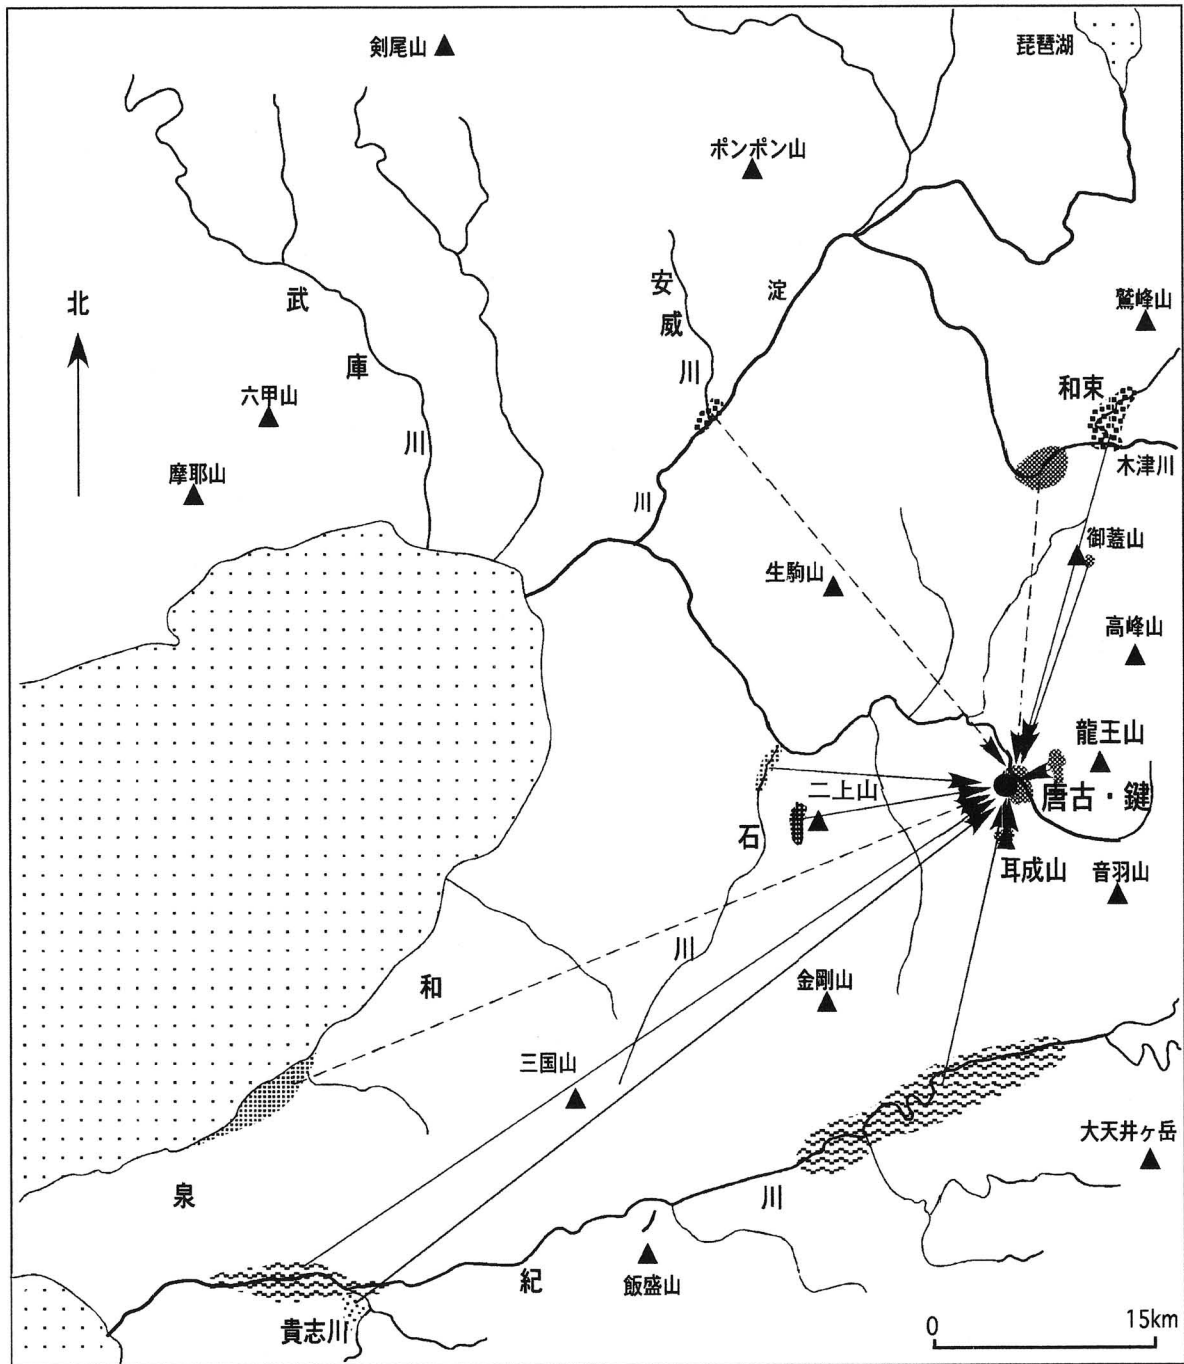 剣尾山
琵琶湖
ポンポン山
北
武庫川
安威川
淀川
鷲峰山
六甲山
和束
摩耶山
木津川
御蓋山
生駒山
高峰山
龍王山
二上山
唐古・鍵
石川
耳成山
音羽山
和泉
金剛山
三国山
大天井ヶ岳
紀ノ川
飯盛山
貴志川
0
15km